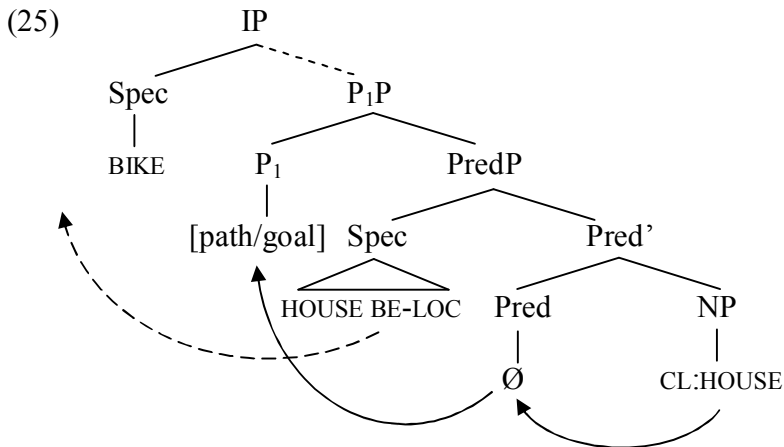 (25) IP
Spec P₁P
BIKE P₁ PredP
[path/goal] Spec Pred’
HOUSE BE-LOC Pred NP
Ø CL:HOUSE